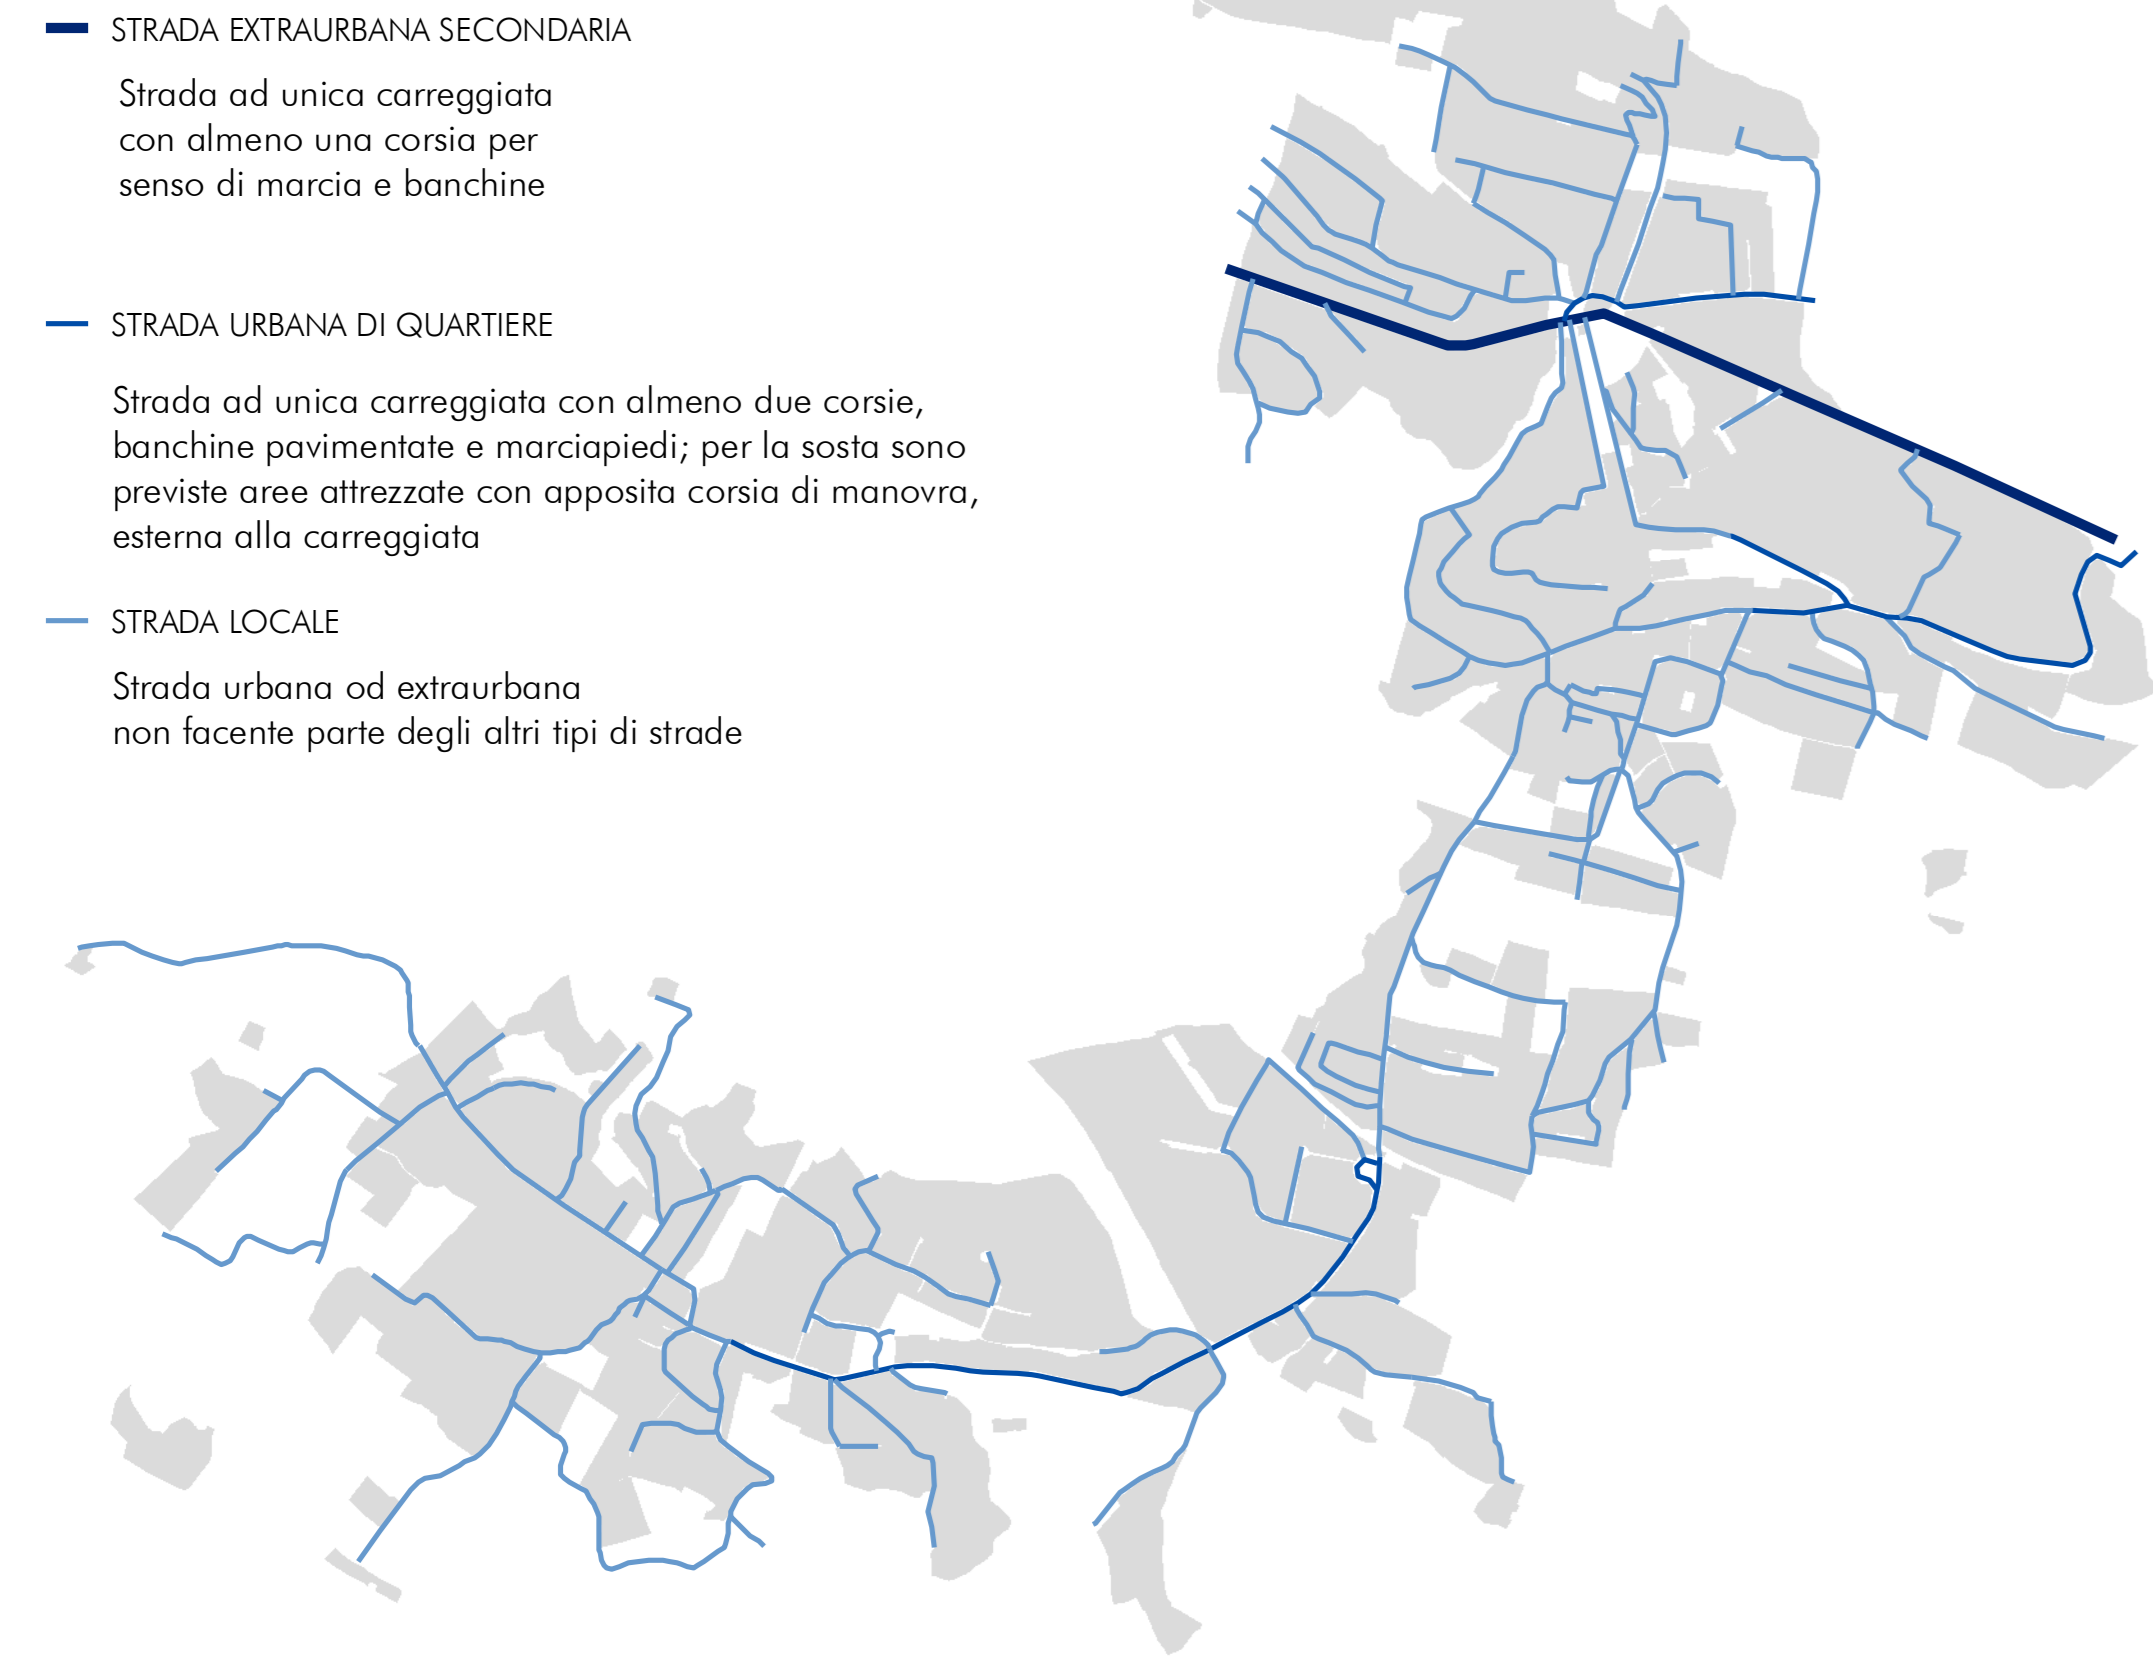 STRADA EXTRAURBANA SECONDARIA
Strada ad unica carreggiata
con almeno una corsia per
senso di marcia e banchine
STRADA URBANA DI QUARTIERE
Strada ad unica carreggiata con almeno due corsie,
banchine pavimentate e marciapiedi; per la sosta sono
previste aree attrezzate con apposita corsia di manovra,
esterna alla carreggiata
STRADA LOCALE
Strada urbana od extraurbana
non facente parte degli altri tipi di strade